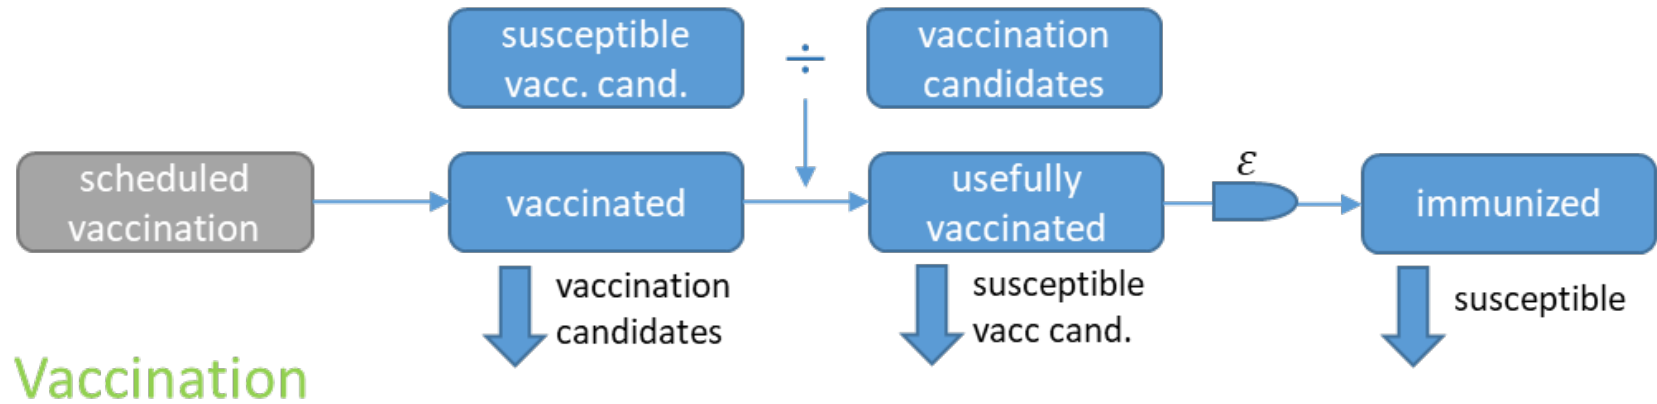 susceptible
vacc. cand.
÷
vaccination
candidates
scheduled
vaccination
vaccinated
usefully
vaccinated
ε
immunized
vaccination
candidates
susceptible
vacc cand.
susceptible
Vaccination